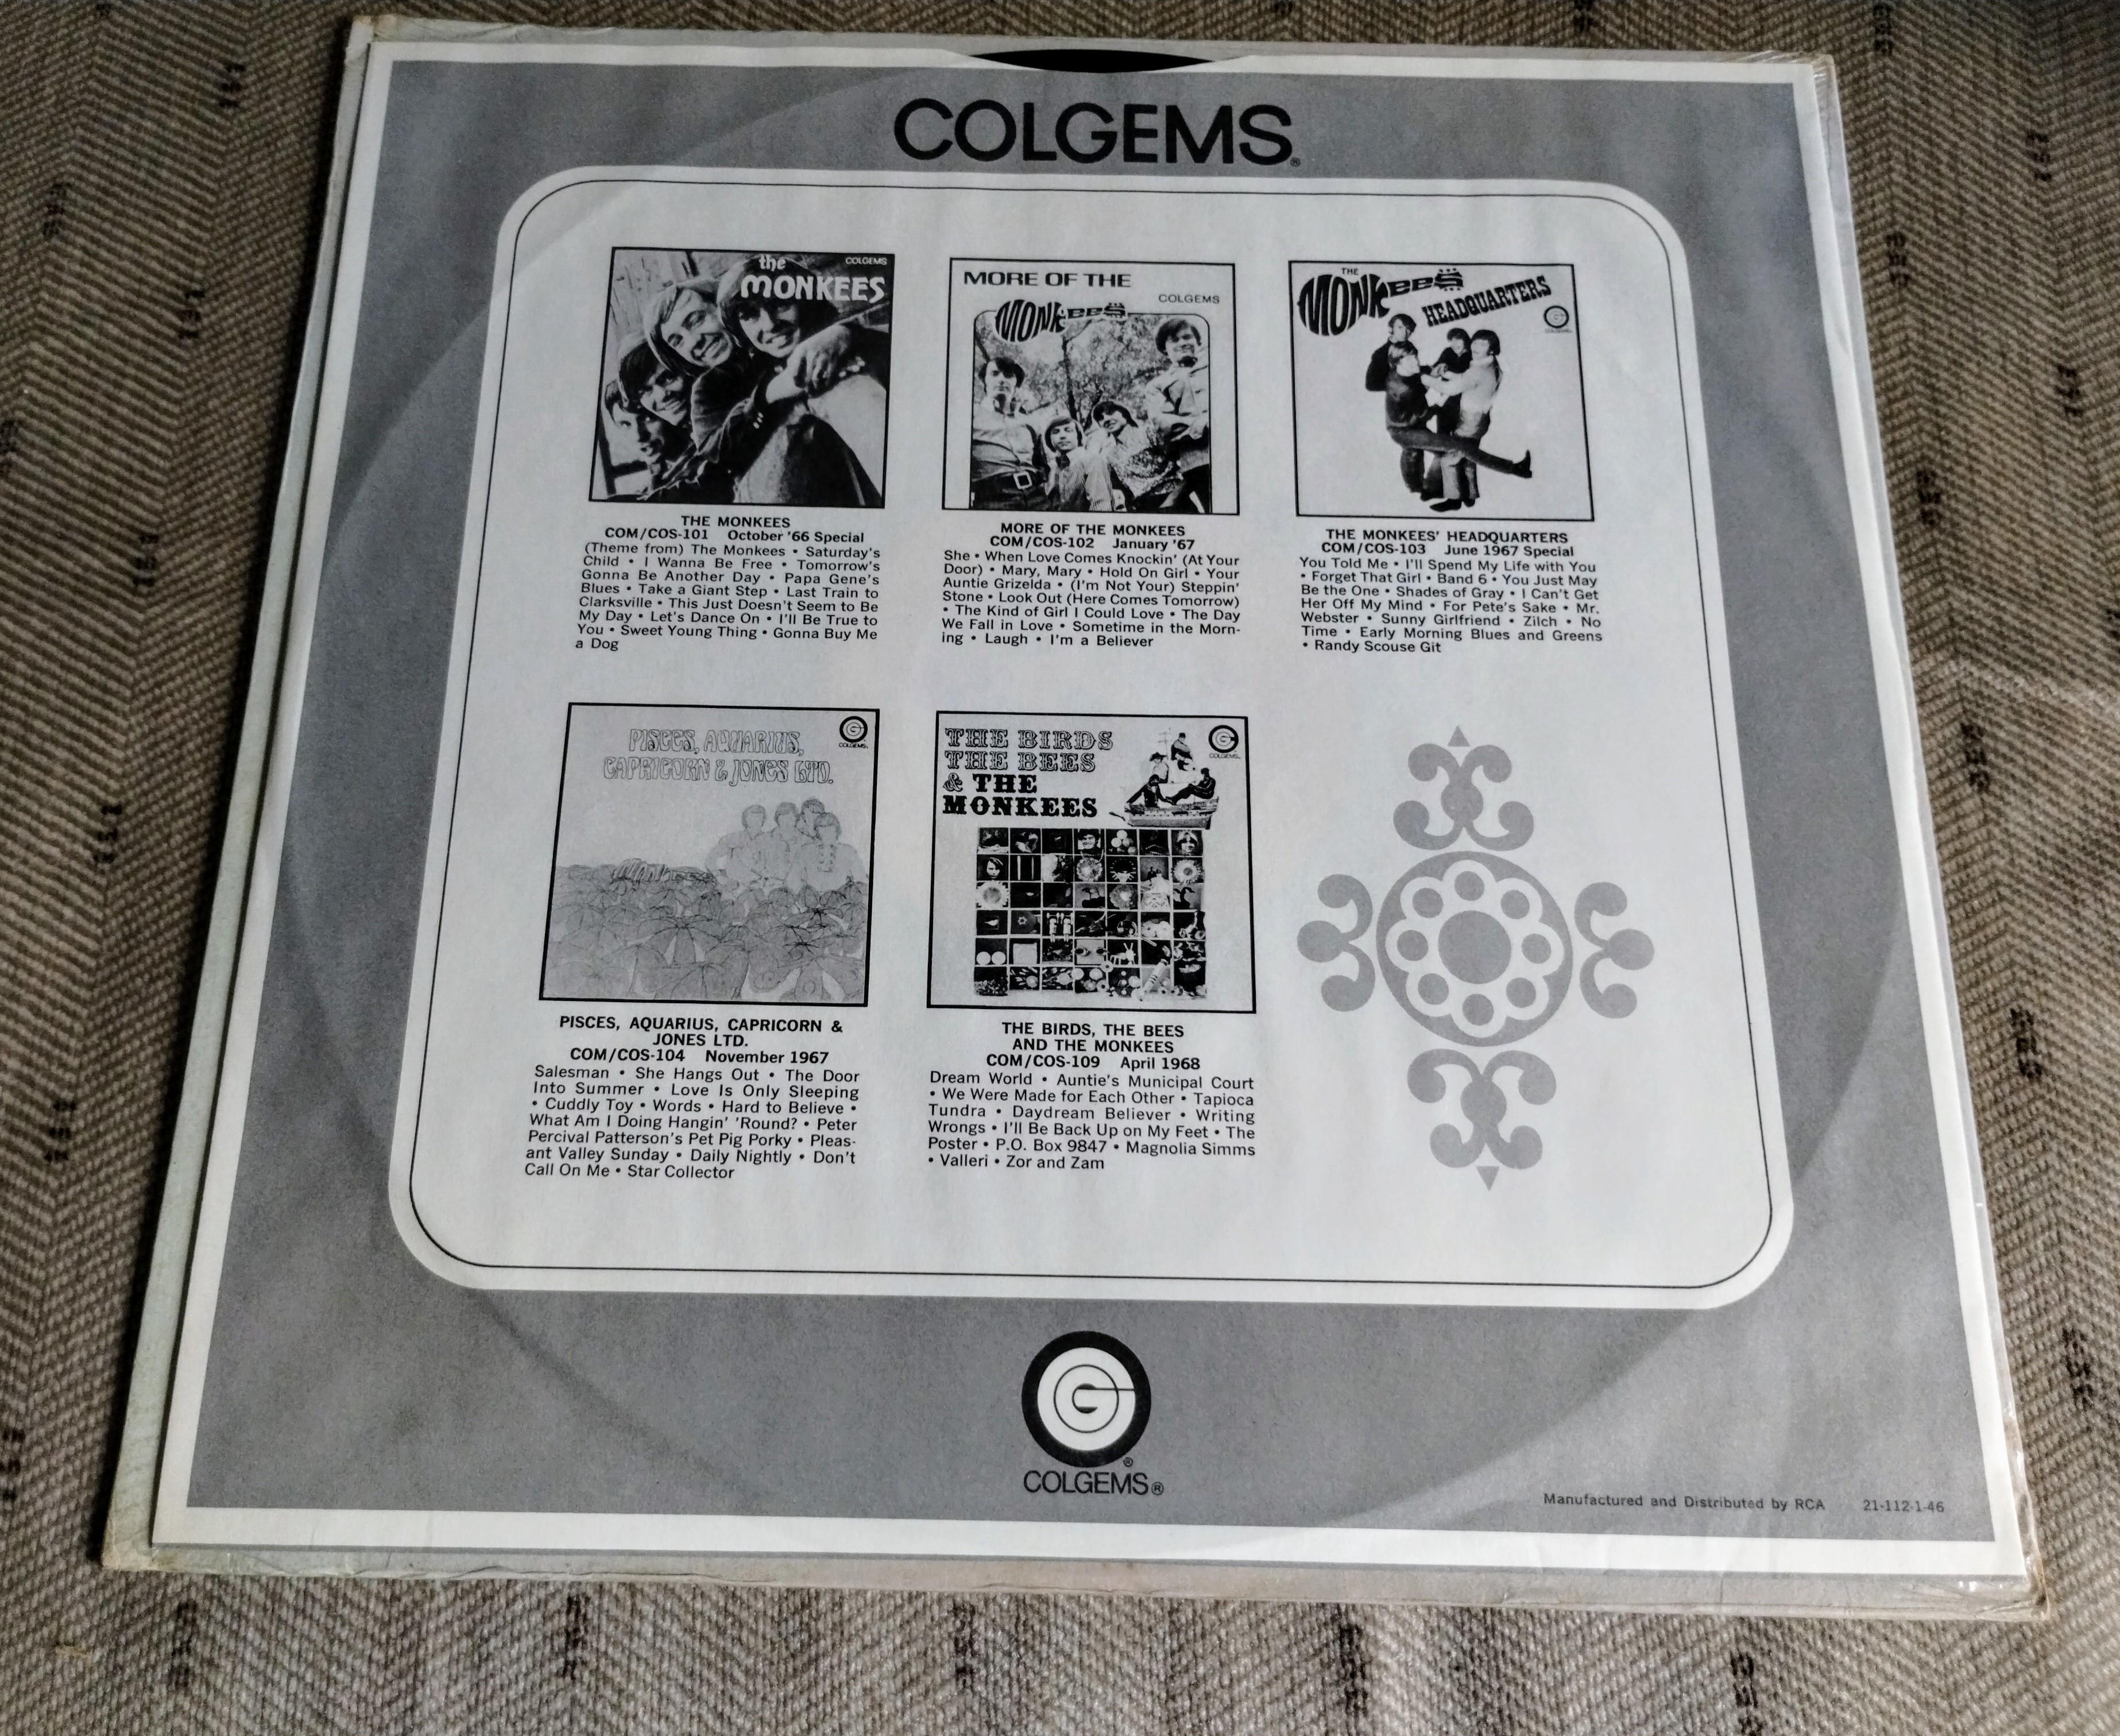 COLGEMS®
the
MONKEES
COLGEMS
THE MONKEES
COM/COS-101 October '66 Special
(Theme from) The Monkees • Saturday's
Child • I Wanna Be Free • Tomorrow's
Gonna Be Another Day • Papa Gene's
Blues • Take a Giant Step • Last Train to
Clarksville • This Just Doesn't Seem to Be
My Day • Let's Dance On • I'll Be True to
You • Sweet Young Thing • Gonna Buy Me
a Dog
MORE OF THE
COLGEMS
MONKEES
MORE OF THE MONKEES
COM/COS-102 January '67
She • When Love Comes Knockin' (At Your
Door) • Mary, Mary • Hold On Girl • Your
Auntie Grizelda • (I'm Not Your) Steppin'
Stone • Look Out (Here Comes Tomorrow)
• The Kind of Girl I Could Love • The Day
We Fall in Love • Sometime in the Morn-
ing • Laugh • I'm a Believer
THE
MONKEES
HEADQUARTERS
COLGEMS
THE MONKEES' HEADQUARTERS
COM/COS-103 June 1967 Special
You Told Me • I'll Spend My Life with You
• Forget That Girl • Band 6 • You Just May
Be the One • Shades of Gray • I Can't Get
Her Off My Mind • For Pete's Sake • Mr.
Webster • Sunny Girlfriend • Zilch • No
Time • Early Morning Blues and Greens
• Randy Scouse Git
PISCES, AQUARIUS,
CAPRICORN & JONES LTD.
COLGEMS
MONKEES
PISCES, AQUARIUS, CAPRICORN &
JONES LTD.
COM/COS-104 November 1967
Salesman • She Hangs Out • The Door
Into Summer • Love Is Only Sleeping
• Cuddly Toy • Words • Hard to Believe •
What Am I Doing Hangin' 'Round? • Peter
Percival Patterson's Pet Pig Porky • Pleas-
ant Valley Sunday • Daily Nightly • Don't
Call On Me • Star Collector
THE BIRDS
THE BEES
& THE
MONKEES
COLGEMS
THE BIRDS, THE BEES
AND THE MONKEES
COM/COS-109 April 1968
Dream World • Auntie's Municipal Court
• We Were Made for Each Other • Tapioca
Tundra • Daydream Believer • Writing
Wrongs • I'll Be Back Up on My Feet • The
Poster • P.O. Box 9847 • Magnolia Simms
• Valleri • Zor and Zam
G®
COLGEMS®
Manufactured and Distributed by RCA 21-112-1-46